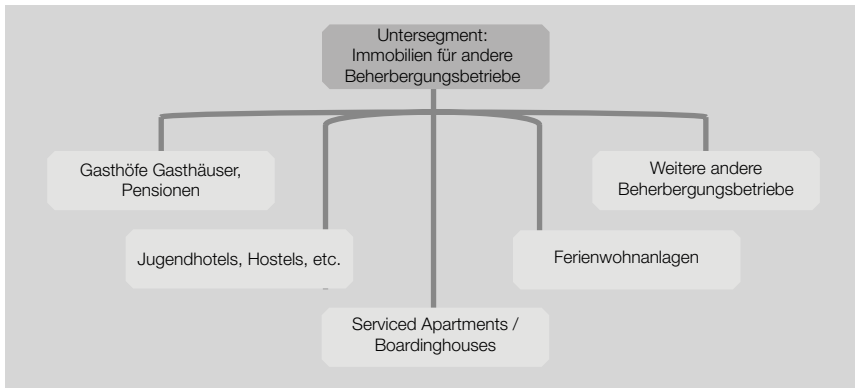 Untersegment:
Immobilien für andere
Beherbergungsbetriebe
Gasthöfe Gasthäuser,
Pensionen
Weitere andere
Beherbergungsbetriebe
Jugendhotels, Hostels, etc.
Ferienwohnanlagen
Serviced Apartments /
Boardinghouses